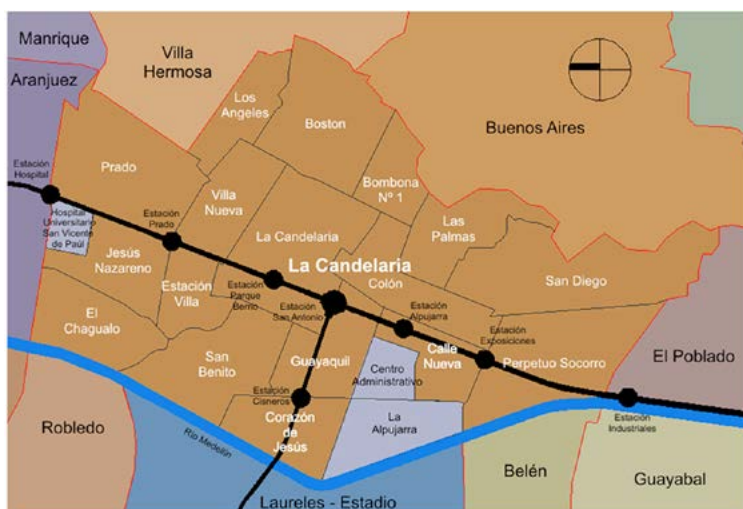 Manrique
Aranjuez
Villa
Hermosa
Los
Angeles
Boston
Buenos Aires
Prado
Estación
Hospital
Hospital
Universitario
San Vicente
de Paúl
Villa
Nueva
Bombona
Nº 1
Estación
Prado
La Candelaria
Las
Palmas
Jesús
Nazareno
La Candelaria
Colón
San Diego
Estación
Villa
Estación
Parque
Berrio
Estación
San Antonio
Estación
Alpujarra
El
Chagualo
Estación
Exposiciones
San
Benito
Guayaquil
Calle
Nueva
Perpetuo Socorro
El Poblado
Centro
Administrativo
Estación
Cisneros
Corazón
de
Jesús
La
Alpujarra
Estación
Industriales
Robledo
Río Medellín
Belén
Guayabal
Laureles - Estadio